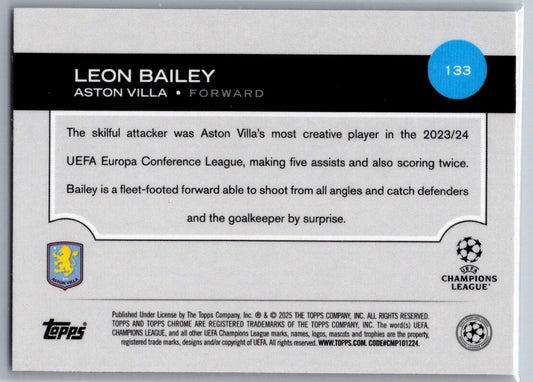 133
LEON BAILEY
ASTON VILLA • FORWARD
The skilful attacker was Aston Villa's most creative player in the 2023/24
UEFA Europa Conference League, making five assists and also scoring twice.
Bailey is a fleet-footed forward able to shoot from all angles and catch defenders
and the goalkeeper by surprise.
ASTON VILLA
UEFA
CHAMPIONS
LEAGUE
Topps
Published Under License by The Topps Company, Inc. ® & © 2025 THE TOPPS COMPANY, INC. ALL RIGHTS RESERVED.
TOPPS AND TOPPS CHROME ARE REGISTERED TRADEMARKS OF THE TOPPS COMPANY, INC. The word(s) UEFA,
CHAMPIONS LEAGUE, and all other UEFA Champions League marks, names, logos, mascots and trophies are the property,
registered trade marks, designs and/or copyright of UEFA. All rights reserved. WWW.TOPPS.COM. CODE#CMP101224.